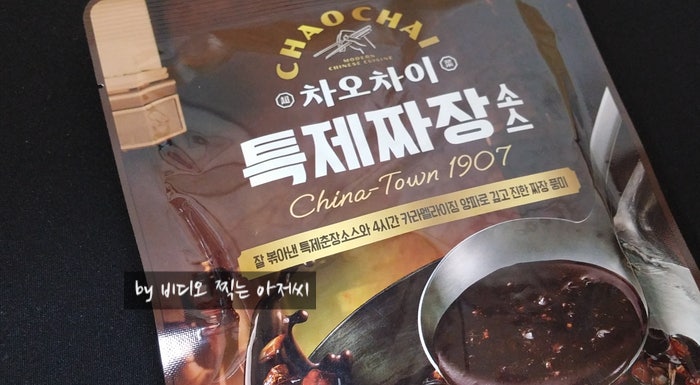 CHAOCHAI
MODERN
CHINESE CUISINE
차오차이
특제짜장소스
China-Town 1907
잘 볶아낸 특제춘장소스와 4시간 카라멜라이징 양파로 깊고 진한 짜장 풍미
by 비디오 찍는 아저씨